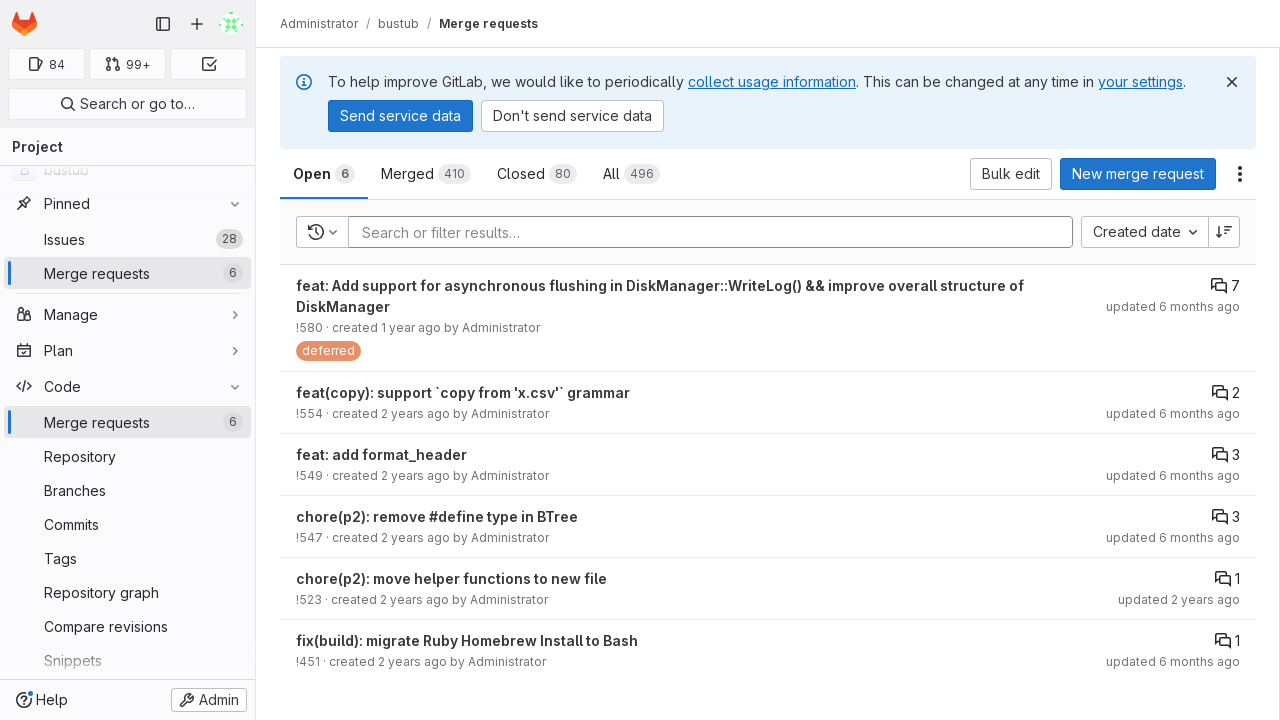 Administrator / bustub / Merge requests
84
99+
Search or go to…
Project
bustub
Pinned
Issues 28
Merge requests 6
Manage
Plan
Code
Merge requests 6
Repository
Branches
Commits
Tags
Repository graph
Compare revisions
Snippets
Help
Admin
To help improve GitLab, we would like to periodically collect usage information. This can be changed at any time in your settings.
Send service data
Don't send service data
Open 6
Merged 410
Closed 80
All 496
Bulk edit
New merge request
Search or filter results…
Created date
feat: Add support for asynchronous flushing in DiskManager::WriteLog() && improve overall structure of
DiskManager
7
!580 · created 1 year ago by Administrator
updated 6 months ago
deferred
feat(copy): support `copy from 'x.csv'` grammar
2
!554 · created 2 years ago by Administrator
updated 6 months ago
feat: add format_header
3
!549 · created 2 years ago by Administrator
updated 6 months ago
chore(p2): remove #define type in BTree
3
!547 · created 2 years ago by Administrator
updated 6 months ago
chore(p2): move helper functions to new file
1
!523 · created 2 years ago by Administrator
updated 2 years ago
fix(build): migrate Ruby Homebrew Install to Bash
1
!451 · created 2 years ago by Administrator
updated 6 months ago